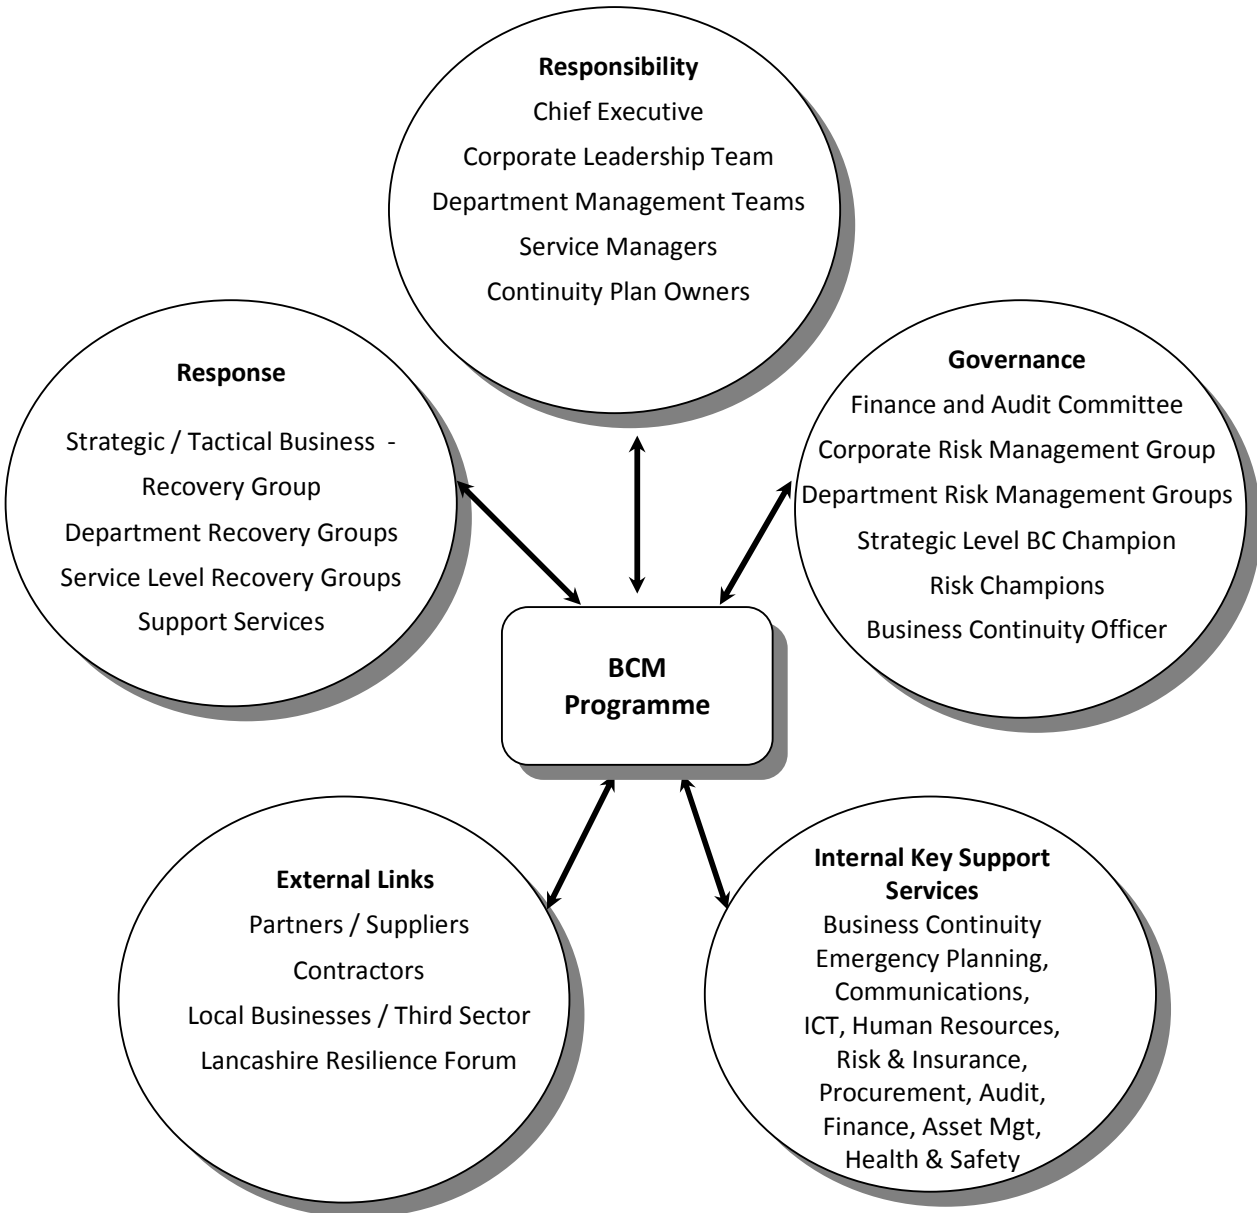 Responsibility
Chief Executive
Corporate Leadership Team
Department Management Teams
Service Managers
Continuity Plan Owners
Response
Strategic / Tactical Business -
Recovery Group
Department Recovery Groups
Service Level Recovery Groups
Support Services
Governance
Finance and Audit Committee
Corporate Risk Management Group
Department Risk Management Groups
Strategic Level BC Champion
Risk Champions
Business Continuity Officer
BCM
Programme
External Links
Partners / Suppliers
Contractors
Local Businesses / Third Sector
Lancashire Resilience Forum
Internal Key Support
Services
Business Continuity
Emergency Planning,
Communications,
ICT, Human Resources,
Risk & Insurance,
Procurement, Audit,
Finance, Asset Mgt,
Health & Safety